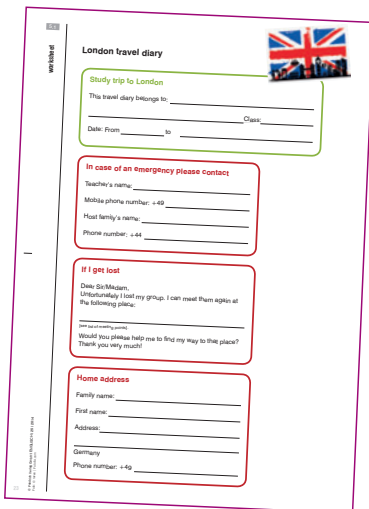 worksheet
London travel diary
Study trip to London
This travel diary belongs to:
Class:
Date: From to
In case of an emergency please contact
Teacher's name:
Mobile phone number: +49
Host family's name:
Phone number: +44
If I get lost
Dear Sir/Madam,
Unfortunately I lost my group. I can meet them again at
the following place:
Would you please help me to find my way to that place?
Thank you very much!
Home address
Family name:
First name:
Address:
Germany
Phone number: +49